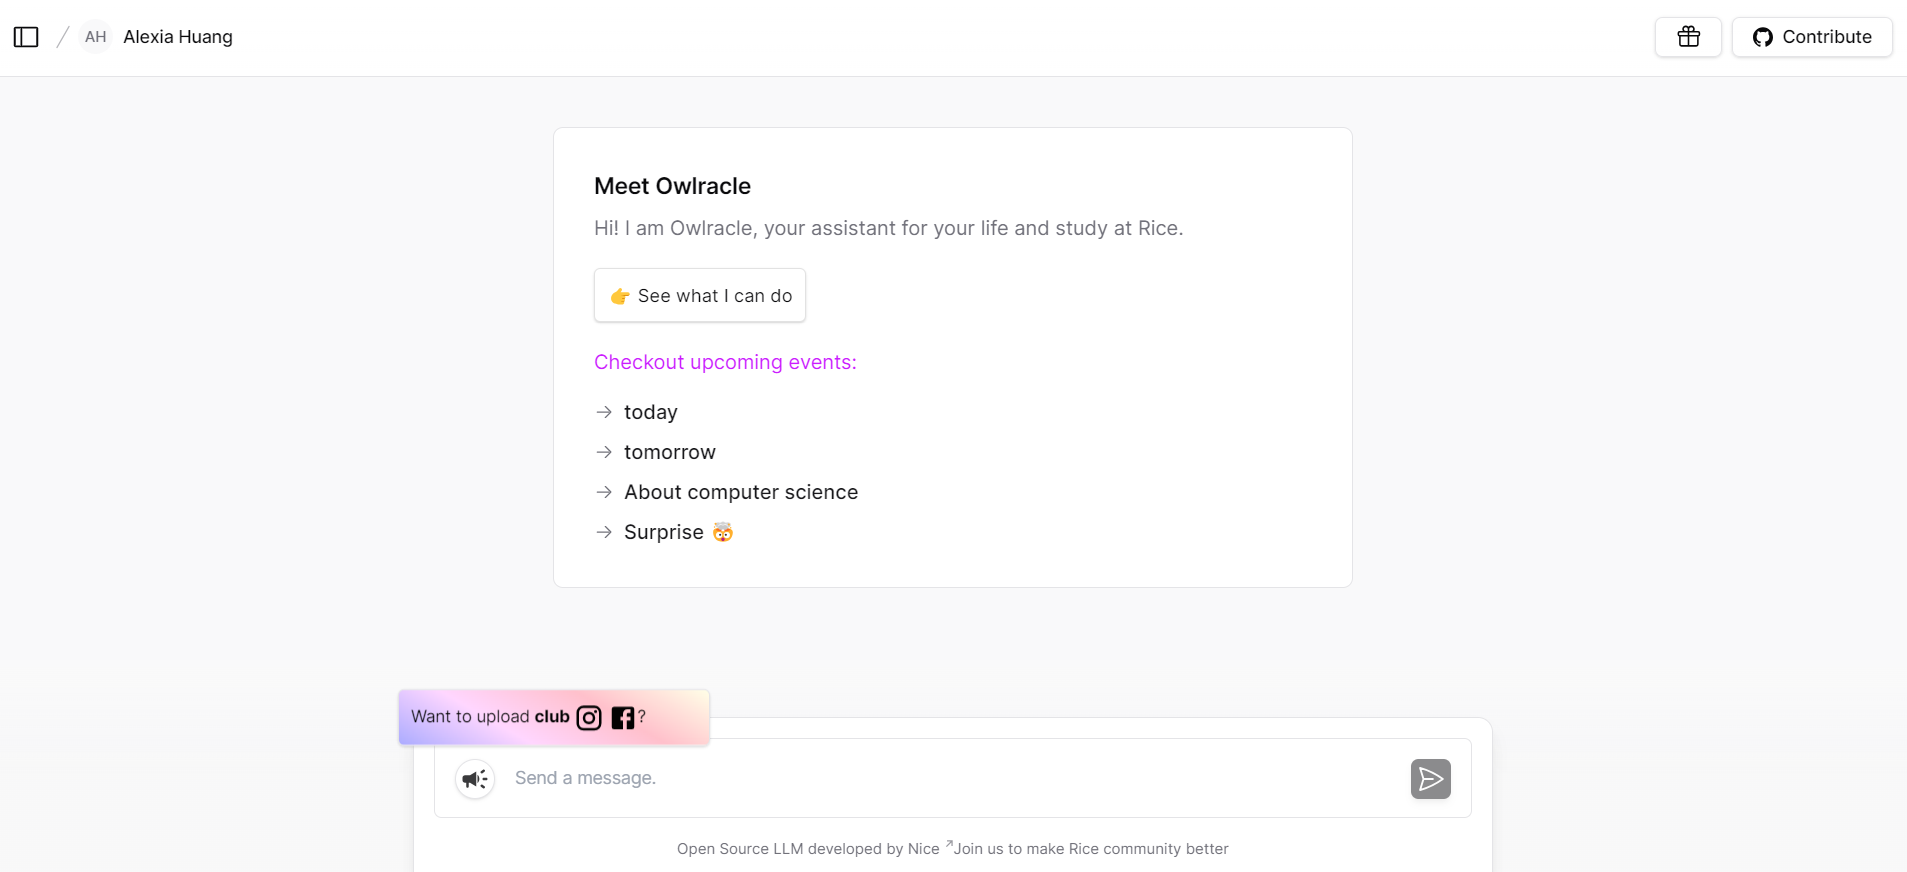 AH Alexia Huang
Contribute
Meet Owlracle
Hi! I am Owlracle, your assistant for your life and study at Rice.
👉 See what I can do
Checkout upcoming events:
→ today
→ tomorrow
→ About computer science
→ Surprise 🤯
Want to upload club ?
Send a message.
Open Source LLM developed by Nice ↗Join us to make Rice community better